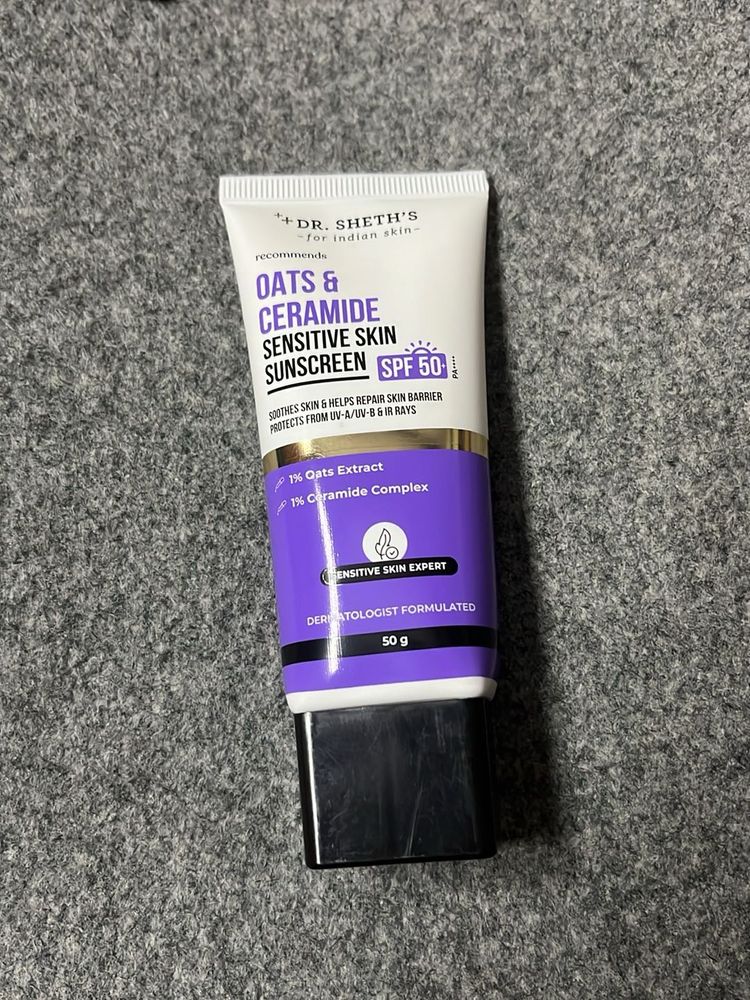 DR. SHETH'S
-for indian skin-
recommends
OATS &
CERAMIDE
SENSITIVE SKIN
SUNSCREEN
SPF 50+
PA++++
SOOTHES SKIN & HELPS REPAIR SKIN BARRIER
PROTECTS FROM UV-A/UV-B & IR RAYS
1% Oats Extract
1% Ceramide Complex
SENSITIVE SKIN EXPERT
DERMATOLOGIST FORMULATED
50 g